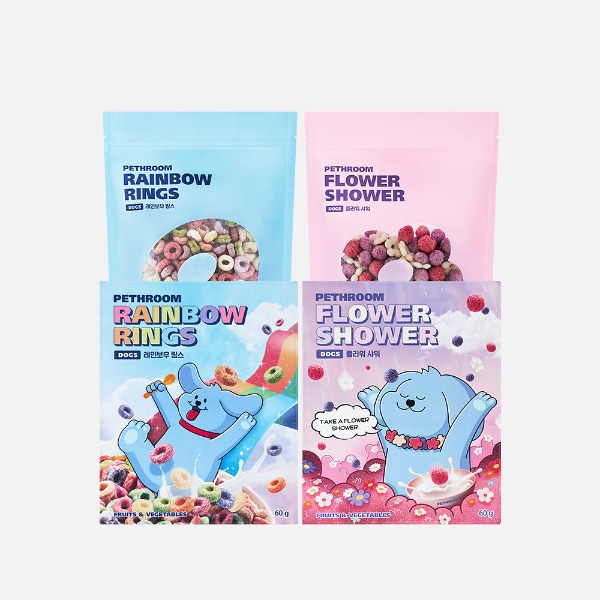 PETHROOM
RAINBOW
RINGS
DOGS 레인보우 링스
PETHROOM
FLOWER
SHOWER
DOGS 플라워 샤워
PETHROOM
RAINBOW
RINGS
DOGS 레인보우 링스
FRUITS & VEGETABLES
60 g
PETHROOM
FLOWER
SHOWER
DOGS 플라워 샤워
TAKE A FLOWER
SHOWER
PETHROOM
FRUITS & VEGETABLES
60 g